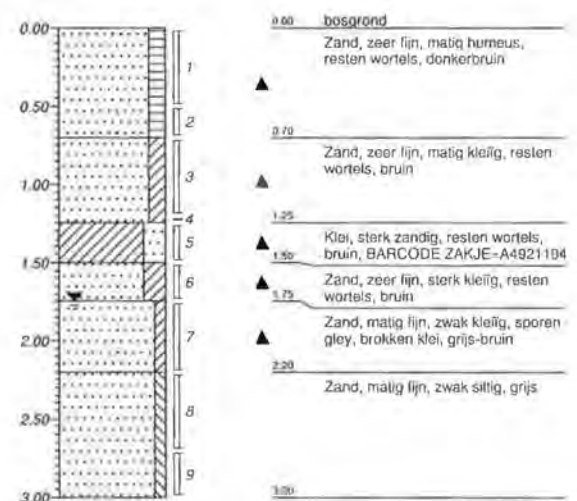 0.00
0.50
1.00
1.50
2.00
2.50
3.00
1
2
3
4
5
6
7
8
9
0.00 bosgrond
Zand, zeer fijn, matig humeus,
resten wortels, donkerbruin
0.70
Zand, zeer fijn, matig kleiïg, resten
wortels, bruin
1.25
Klei, sterk zandig, resten wortels,
bruin, BARCODE ZAKJE-A4921194
1.50
Zand, zeer fijn, sterk kleiïg, resten
wortels, bruin
1.75
Zand, matig fijn, zwak kleiïg, sporen
gley, brokken klei, grijs-bruin
2.20
Zand, matig fijn, zwak siltig, grijs
3.00